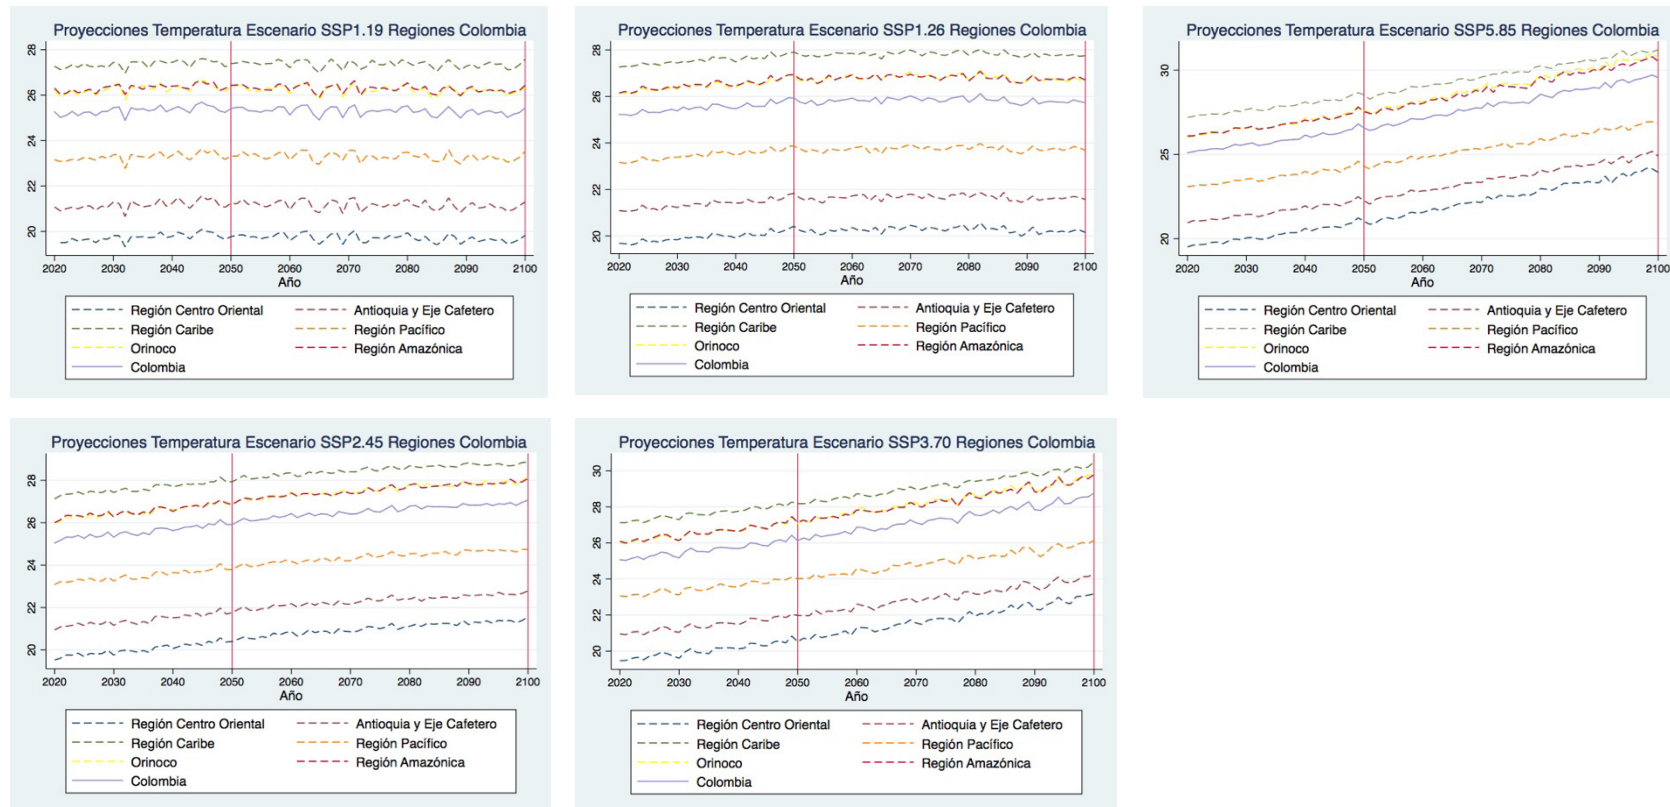 Proyecciones Temperatura Escenario SSP1.19 Regiones Colombia
28
26
24
22
20
2020 2030 2040 2050 2060 2070 2080 2090 2100
Año
Región Centro Oriental Antioquia y Eje Cafetero
Región Caribe Región Pacífico
Orinoco Región Amazónica
Colombia
Proyecciones Temperatura Escenario SSP1.26 Regiones Colombia
28
26
24
22
20
2020 2030 2040 2050 2060 2070 2080 2090 2100
Año
Región Centro Oriental Antioquia y Eje Cafetero
Región Caribe Región Pacífico
Orinoco Región Amazónica
Colombia
Proyecciones Temperatura Escenario SSP5.85 Regiones Colombia
30
25
20
2020 2030 2040 2050 2060 2070 2080 2090 2100
Año
Región Centro Oriental Antioquia y Eje Cafetero
Región Caribe Región Pacífico
Orinoco Región Amazónica
Colombia
Proyecciones Temperatura Escenario SSP2.45 Regiones Colombia
28
26
24
22
20
2020 2030 2040 2050 2060 2070 2080 2090 2100
Año
Región Centro Oriental Antioquia y Eje Cafetero
Región Caribe Región Pacífico
Orinoco Región Amazónica
Colombia
Proyecciones Temperatura Escenario SSP3.70 Regiones Colombia
30
28
26
24
22
20
2020 2030 2040 2050 2060 2070 2080 2090 2100
Año
Región Centro Oriental Antioquia y Eje Cafetero
Región Caribe Región Pacífico
Orinoco Región Amazónica
Colombia